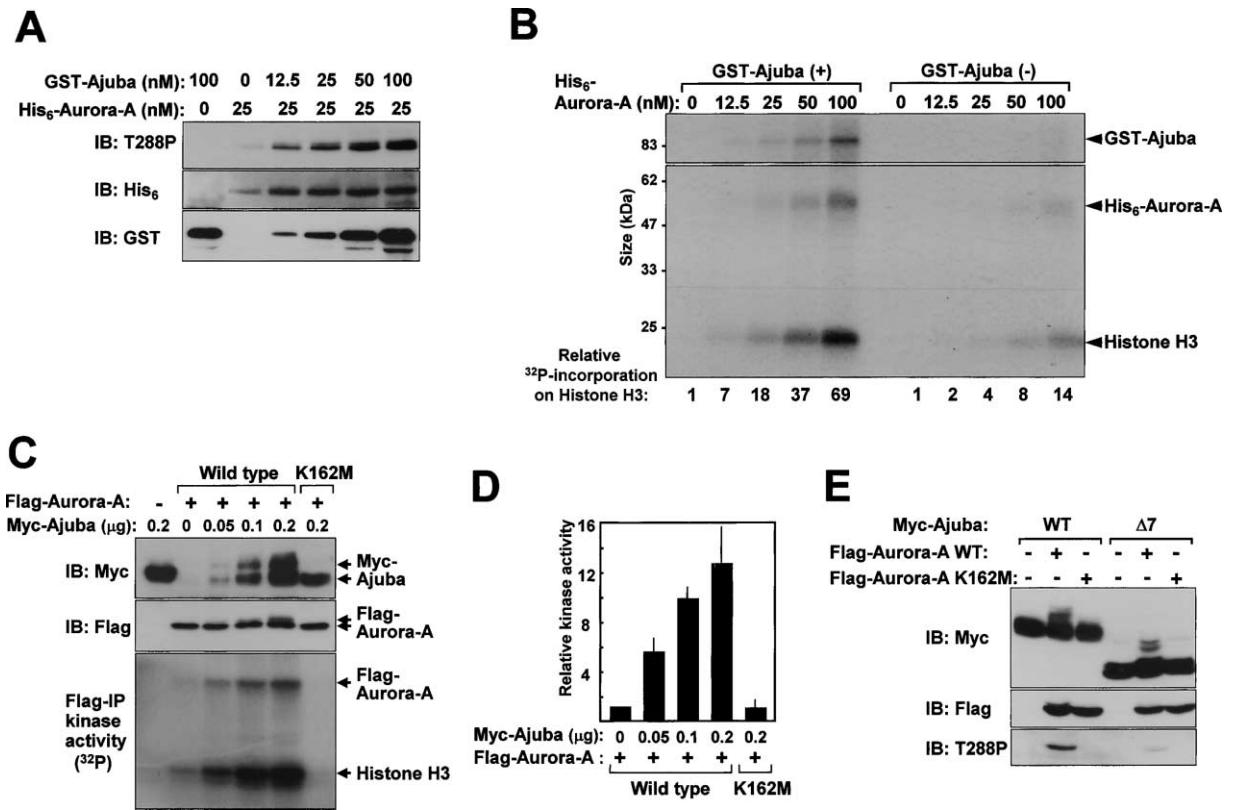 A
GST-Ajuba (nM): 100 0 12.5 25 50 100
His6-Aurora-A (nM): 0 25 25 25 25 25
IB: T288P
IB: His6
IB: GST
B
His6-
Aurora-A (nM):
GST-Ajuba (+) GST-Ajuba (-)
0 12.5 25 50 100 0 12.5 25 50 100
83
62
47
33
25
Size (kDa)
GST-Ajuba
His6-Aurora-A
Histone H3
Relative
32P-incorporation
on Histone H3: 1 7 18 37 69 1 2 4 8 14
C
Wild type K162M
Flag-Aurora-A: - + + + + +
Myc-Ajuba (µg): 0.2 0 0.05 0.1 0.2 0.2
IB: Myc
Myc-
Ajuba
IB: Flag
Flag-
Aurora-A
Flag-IP
kinase
activity
(32P)
Flag-
Aurora-A
Histone H3
D
Relative kinase activity
16
12
8
4
Myc-Ajuba (µg): 0 0.05 0.1 0.2 0.2
Flag-Aurora-A : + + + + +
Wild type K162M
E
Myc-Ajuba: WT Δ7
Flag-Aurora-A WT: - + - - + -
Flag-Aurora-A K162M: - - + - - +
IB: Myc
IB: Flag
IB: T288P